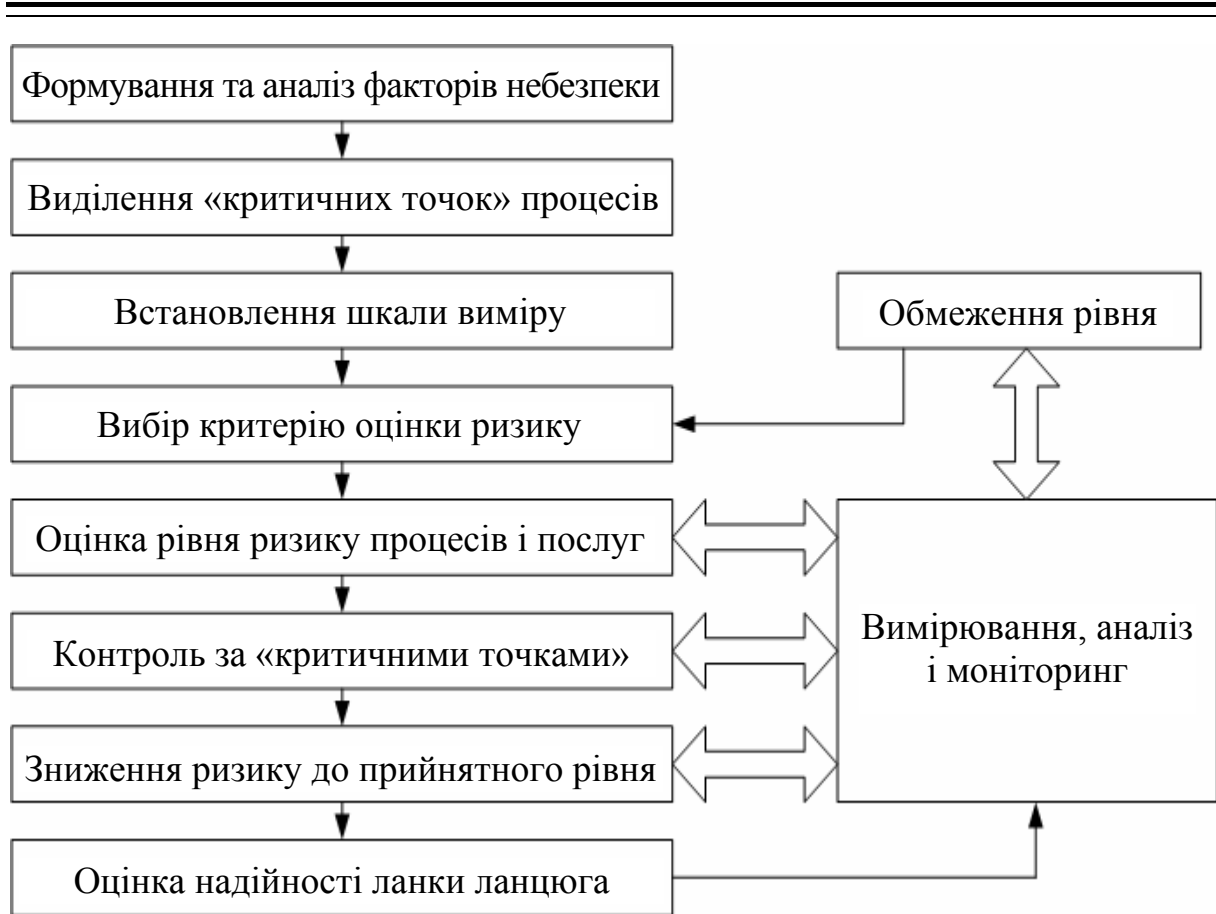 Формування та аналіз факторів небезпеки
Виділення «критичних точок» процесів
Встановлення шкали виміру
Обмеження рівня
Вибір критерію оцінки ризику
Оцінка рівня ризику процесів і послуг
Контроль за «критичними точками»
Вимірювання, аналіз
і моніторинг
Зниження ризику до прийнятного рівня
Оцінка надійності ланки ланцюга